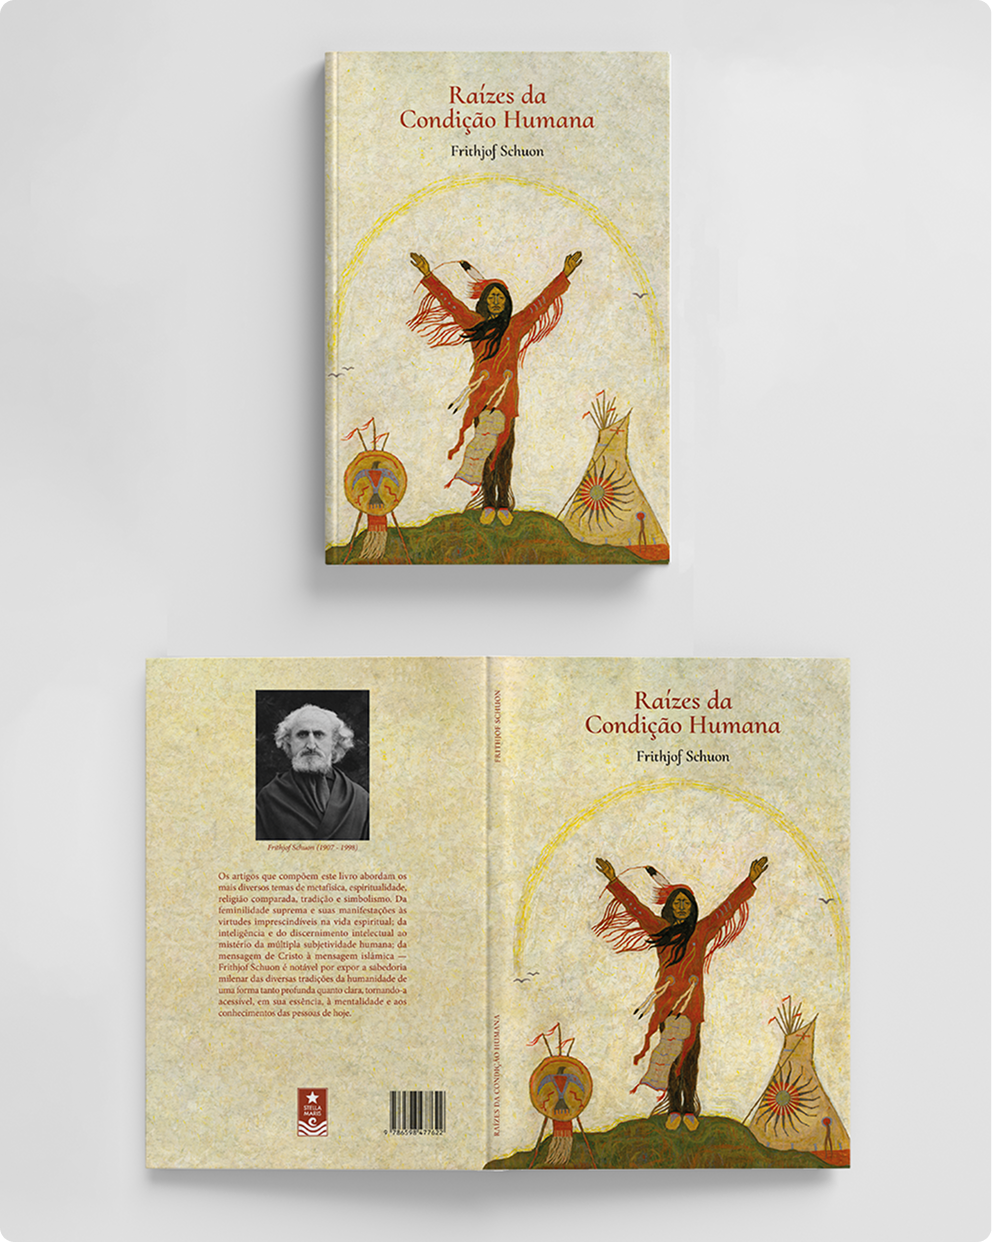 Raízes da
Condição Humana
Frithjof Schuon
Frithjof Schuon (1907 - 1998)
Os artigos que compõem este livro abordam os
mais diversos temas de metafísica, espiritualidade,
religião comparada, tradição e simbolismo. Da
feminilidade suprema e suas manifestações às
virtudes imprescindíveis na vida espiritual; da
inteligência e do discernimento intelectual ao
mistério da múltipla subjetividade humana; da
mensagem de Cristo à mensagem islâmica —
Frithjof Schuon é notável por expor a sabedoria
milenar das diversas tradições da humanidade de
uma forma tanto profunda quanto clara, tornando-a
acessível, em sua essência, à mentalidade e aos
conhecimentos das pessoas de hoje.
STELLA
MARIS
9 786598 477622
FRITHJOF SCHUON
RAÍZES DA CONDIÇÃO HUMANA
Raízes da
Condição Humana
Frithjof Schuon